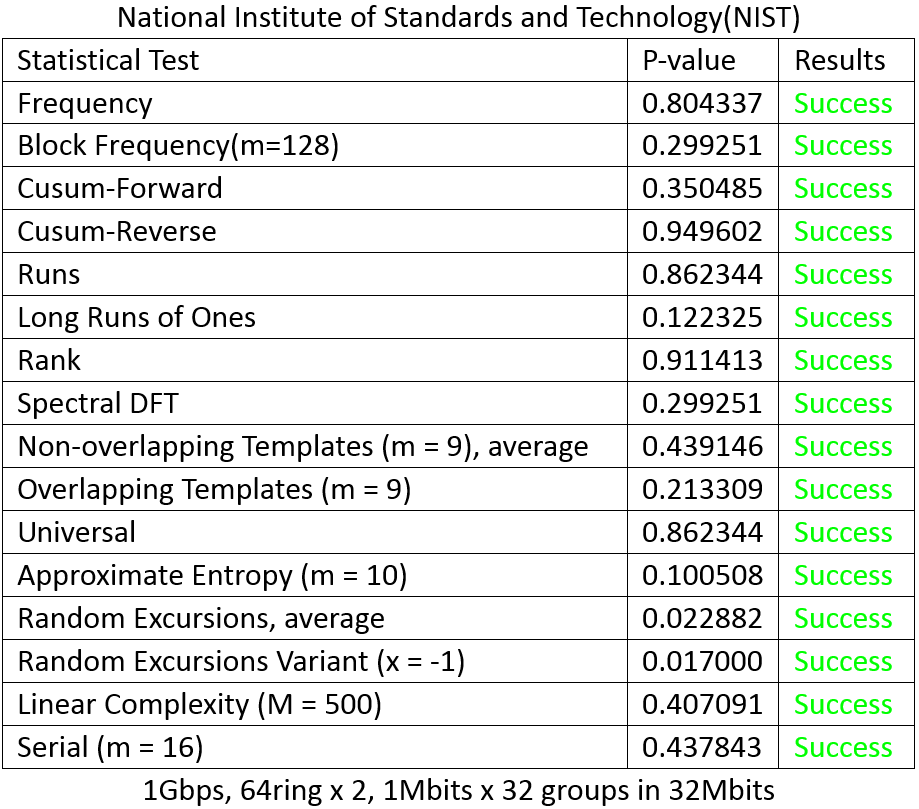 National Institute of Standards and Technology(NIST)
Statistical Test P-value Results
Frequency 0.804337 Success
Block Frequency(m=128) 0.299251 Success
Cusum-Forward 0.350485 Success
Cusum-Reverse 0.949602 Success
Runs 0.862344 Success
Long Runs of Ones 0.122325 Success
Rank 0.911413 Success
Spectral DFT 0.299251 Success
Non-overlapping Templates (m = 9), average 0.439146 Success
Overlapping Templates (m = 9) 0.213309 Success
Universal 0.862344 Success
Approximate Entropy (m = 10) 0.100508 Success
Random Excursions, average 0.022882 Success
Random Excursions Variant (x = -1) 0.017000 Success
Linear Complexity (M = 500) 0.407091 Success
Serial (m = 16) 0.437843 Success
1Gbps, 64ring x 2, 1Mbits x 32 groups in 32Mbits